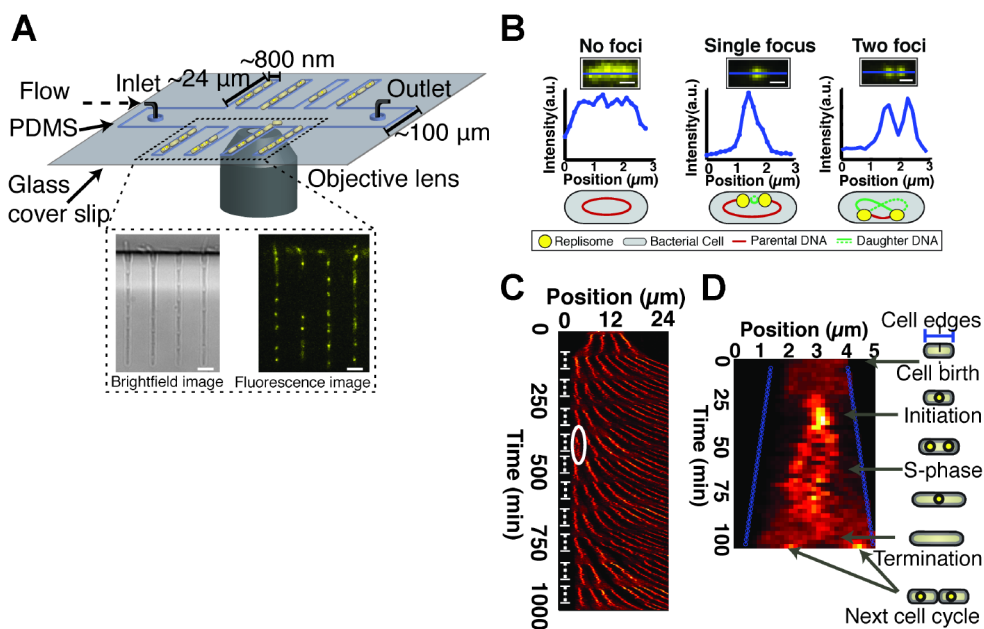 A
~800 nm
Inlet
~24 µm
Outlet
Flow
PDMS
~100 µm
Objective lens
Glass
cover slip
Brightfield image
Fluorescence image
B
No foci
Single focus
Two foci
Intensity(a.u.)
Intensity(a.u.)
Intensity(a.u.)
0 1 2 3
0 1 2 3
0 1 2 3
Position (µm)
Position (µm)
Position (µm)
Replisome
Bacterial Cell
Parental DNA
Daughter DNA
C
Position (µm)
0 12 24
Time (min)
0
250
500
750
1000
D
Position (µm)
0 1 2 3 4 5
Time (min)
0
25
50
75
100
Cell edges
Cell birth
Initiation
S-phase
Termination
Next cell cycle